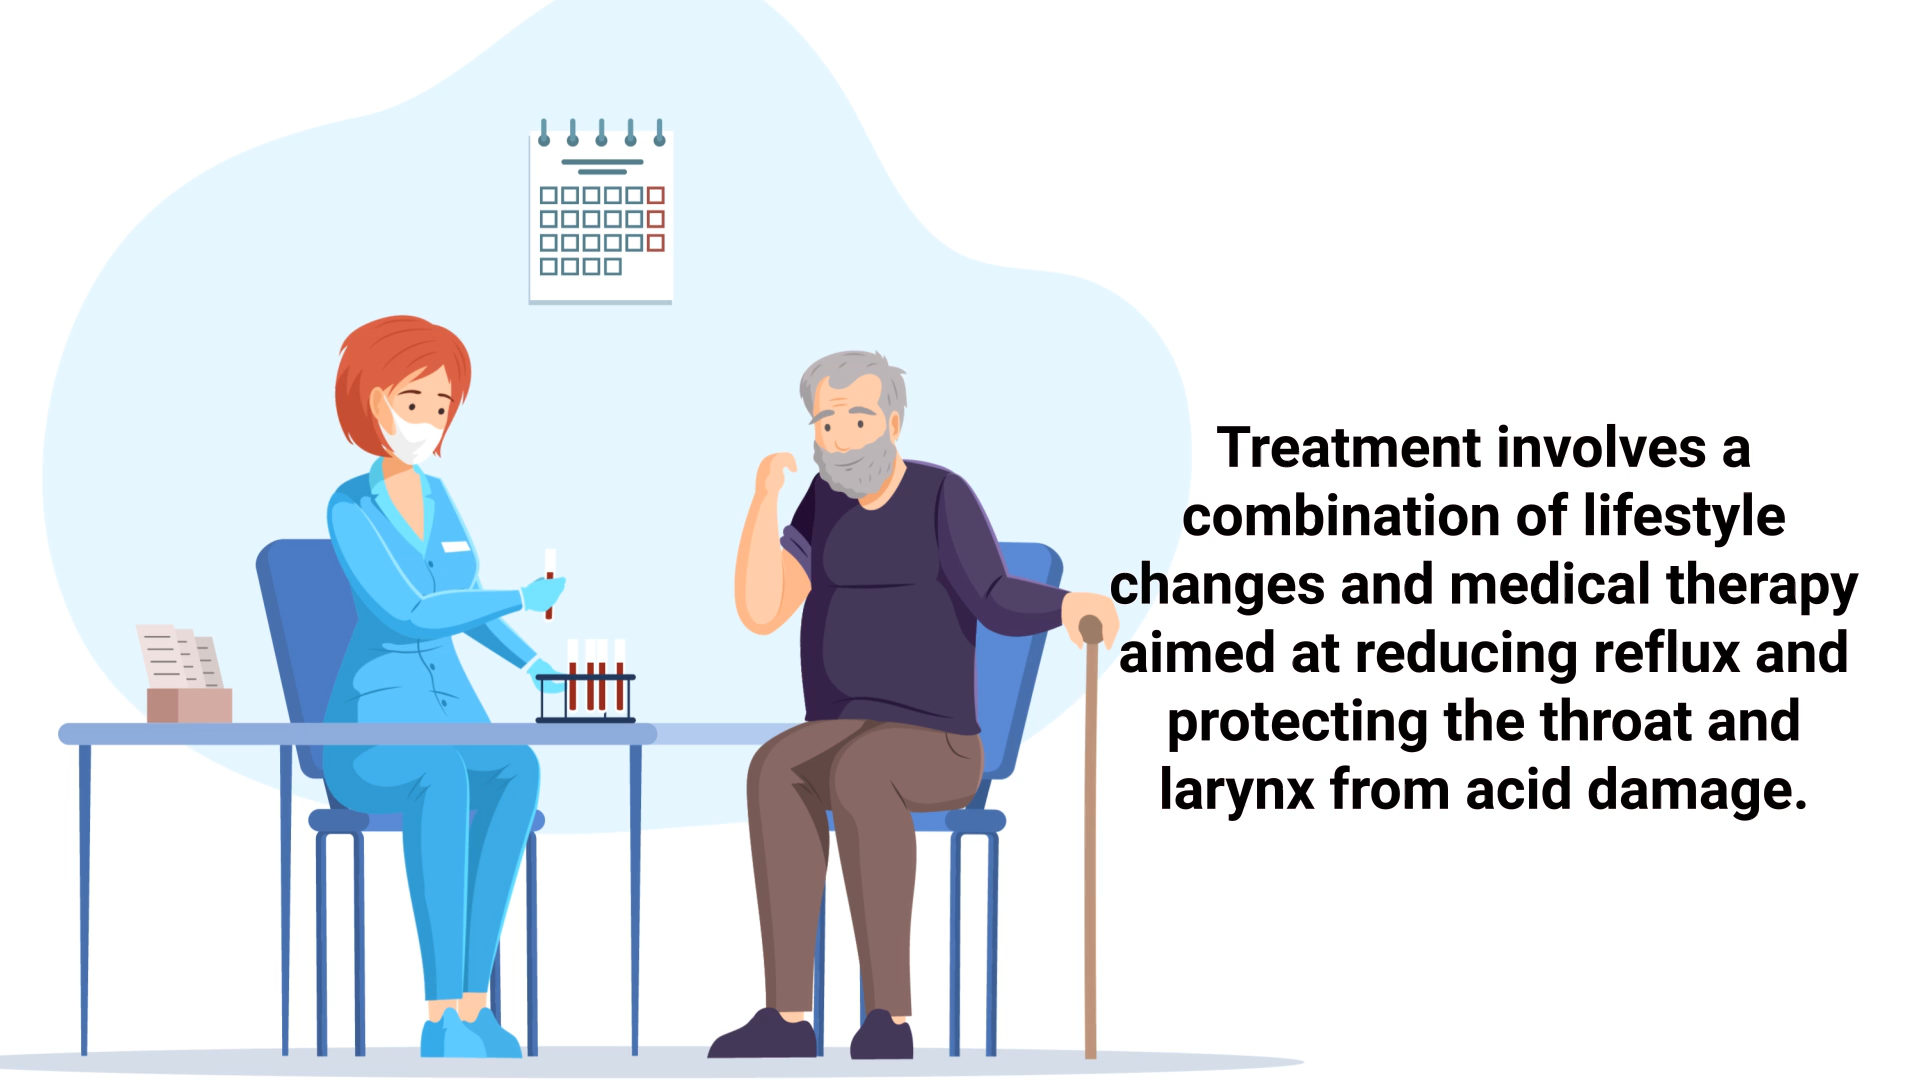 Treatment involves a
combination of lifestyle
changes and medical therapy
aimed at reducing reflux and
protecting the throat and
larynx from acid damage.